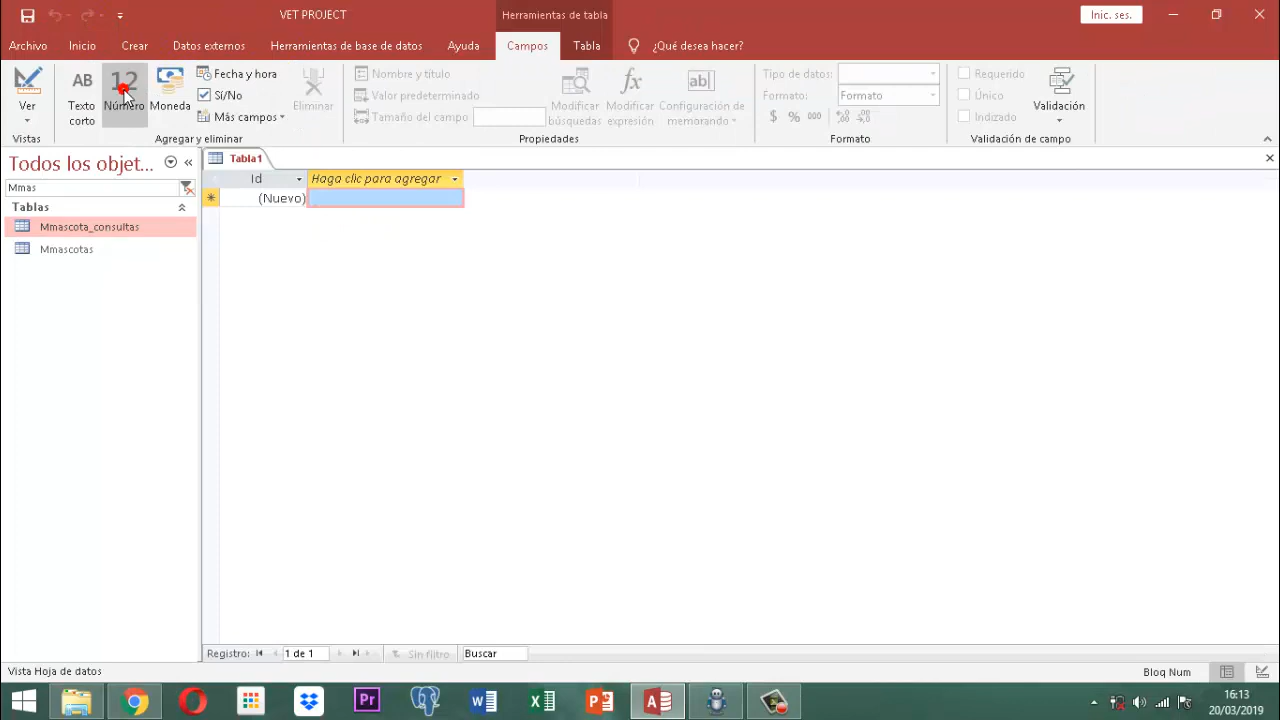 VET PROJECT
Herramientas de tabla
Inic. ses.
Archivo
Inicio
Crear
Datos externos
Herramientas de base de datos
Ayuda
Campos
Tabla
¿Qué desea hacer?
Ver
Vistas
AB
Texto corto
12
Número
Moneda
Fecha y hora
Sí/No
Más campos
Eliminar
Agregar y eliminar
Nombre y título
Valor predeterminado
Tamaño del campo
Modificar búsquedas
fx
Modificar expresión
ab
Configuración de memorando
Propiedades
Tipo de datos:
Formato:
Formato
$ % 000
Formato
Requerido
Único
Indizado
Validación
Validación de campo
Todos los objet...
Mmas
Tablas
Mmascota_consultas
Mmascotas
Tabla1
Id
Haga clic para agregar
(Nuevo)
Registro:
1 de 1
Sin filtro
Buscar
Vista Hoja de datos
Bloq Num
Pr
16:13
20/03/2019